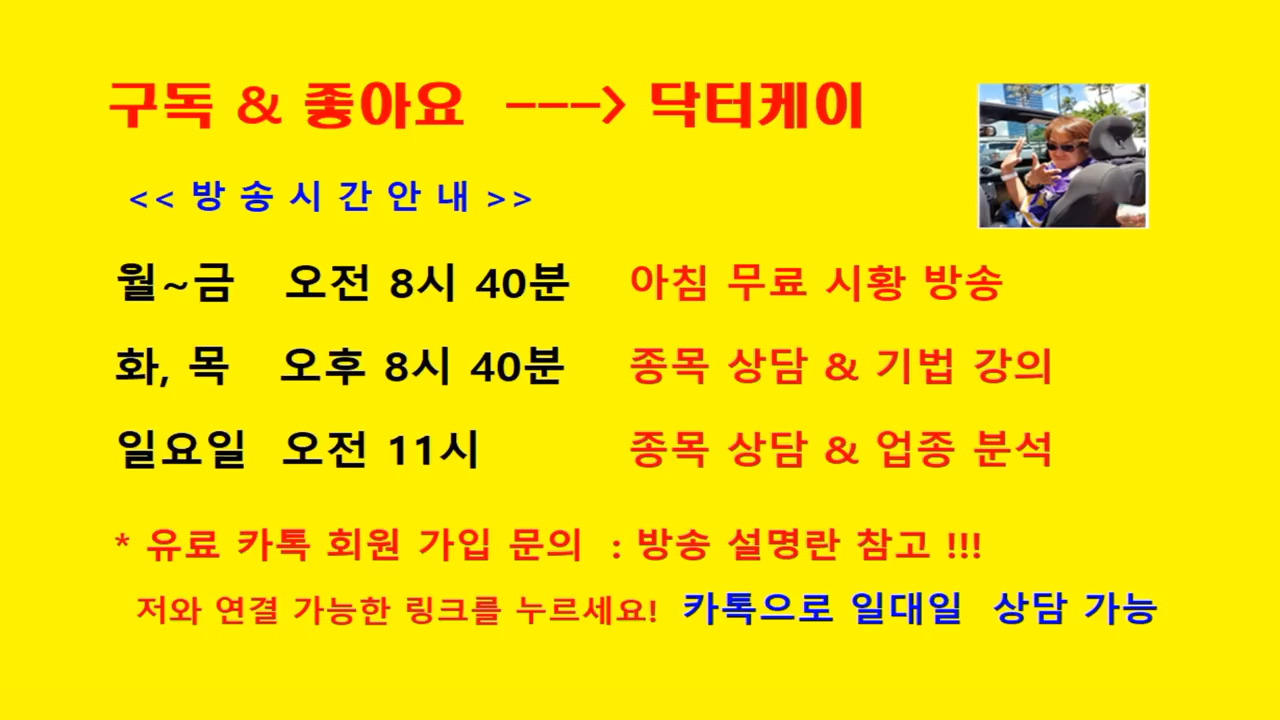 구독 & 좋아요 ---> 닥터케이
<< 방 송 시 간 안 내 >>
월~금 오전 8시 40분 아침 무료 시황 방송
화, 목 오후 8시 40분 종목 상담 & 기법 강의
일요일 오전 11시 종목 상담 & 업종 분석
* 유료 카톡 회원 가입 문의 : 방송 설명란 참고 !!!
저와 연결 가능한 링크를 누르세요! 카톡으로 일대일 상담 가능